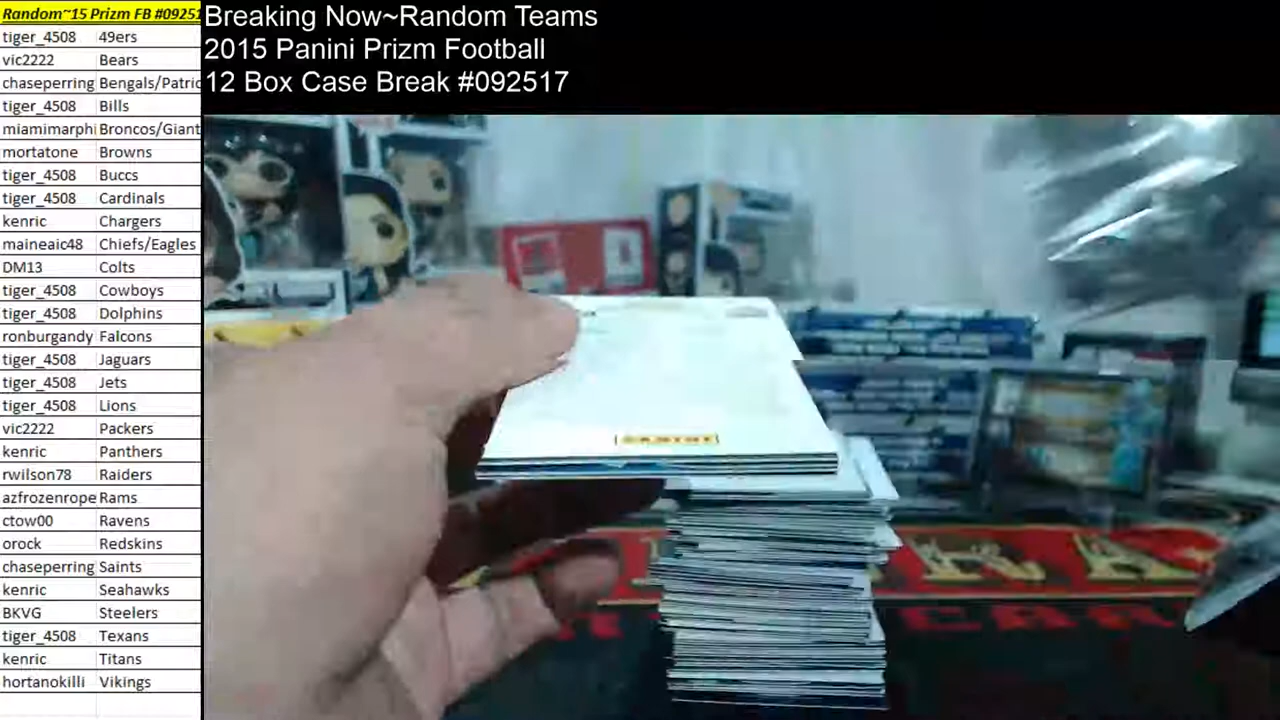 Random~15 Prizm FB #09251
tiger_4508 49ers
vic2222 Bears
chaseperring Bengals/Patric
tiger_4508 Bills
miamimarphi Broncos/Giant
mortatone Browns
tiger_4508 Buccs
tiger_4508 Cardinals
kenric Chargers
maineaic48 Chiefs/Eagles
DM13 Colts
tiger_4508 Cowboys
tiger_4508 Dolphins
ronburgandy Falcons
tiger_4508 Jaguars
tiger_4508 Jets
tiger_4508 Lions
vic2222 Packers
kenric Panthers
rwilson78 Raiders
azfrozenrope Rams
ctow00 Ravens
orock Redskins
chaseperring Saints
kenric Seahawks
BKVG Steelers
tiger_4508 Texans
kenric Titans
hortanokilli Vikings
Breaking Now~Random Teams
2015 Panini Prizm Football
12 Box Case Break #092517
PANINI